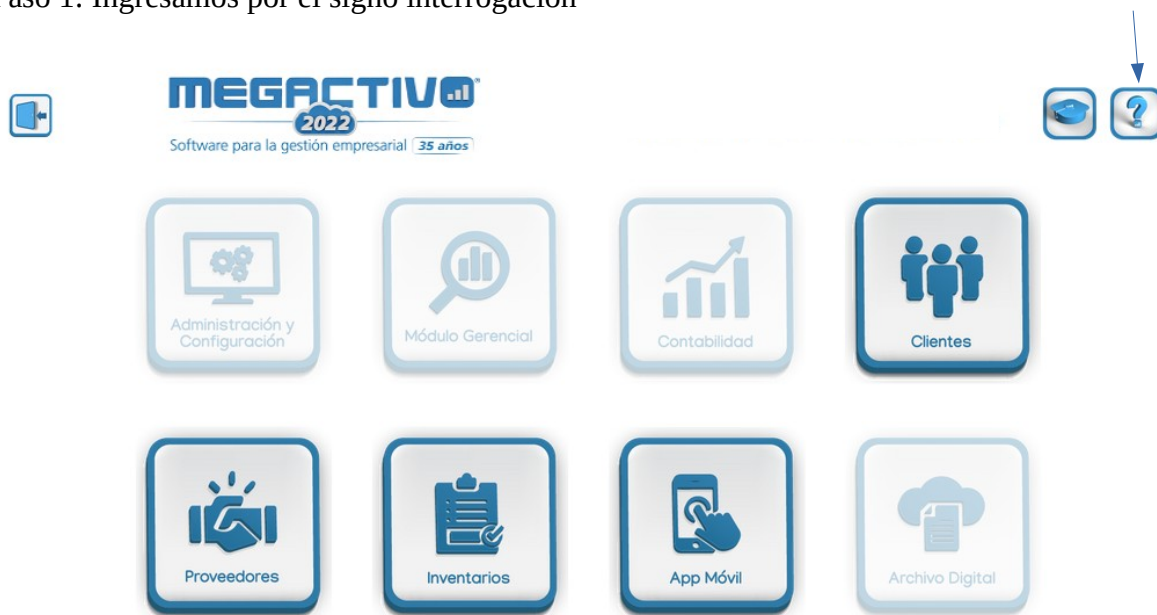 Paso 1: Ingresamos por el signo interrogación
MEGACTIVO
2022
Software para la gestión empresarial 35 años
Administración y
Configuración
Módulo Gerencial
Contabilidad
Clientes
Proveedores
Inventarios
App Móvil
Archivo Digital